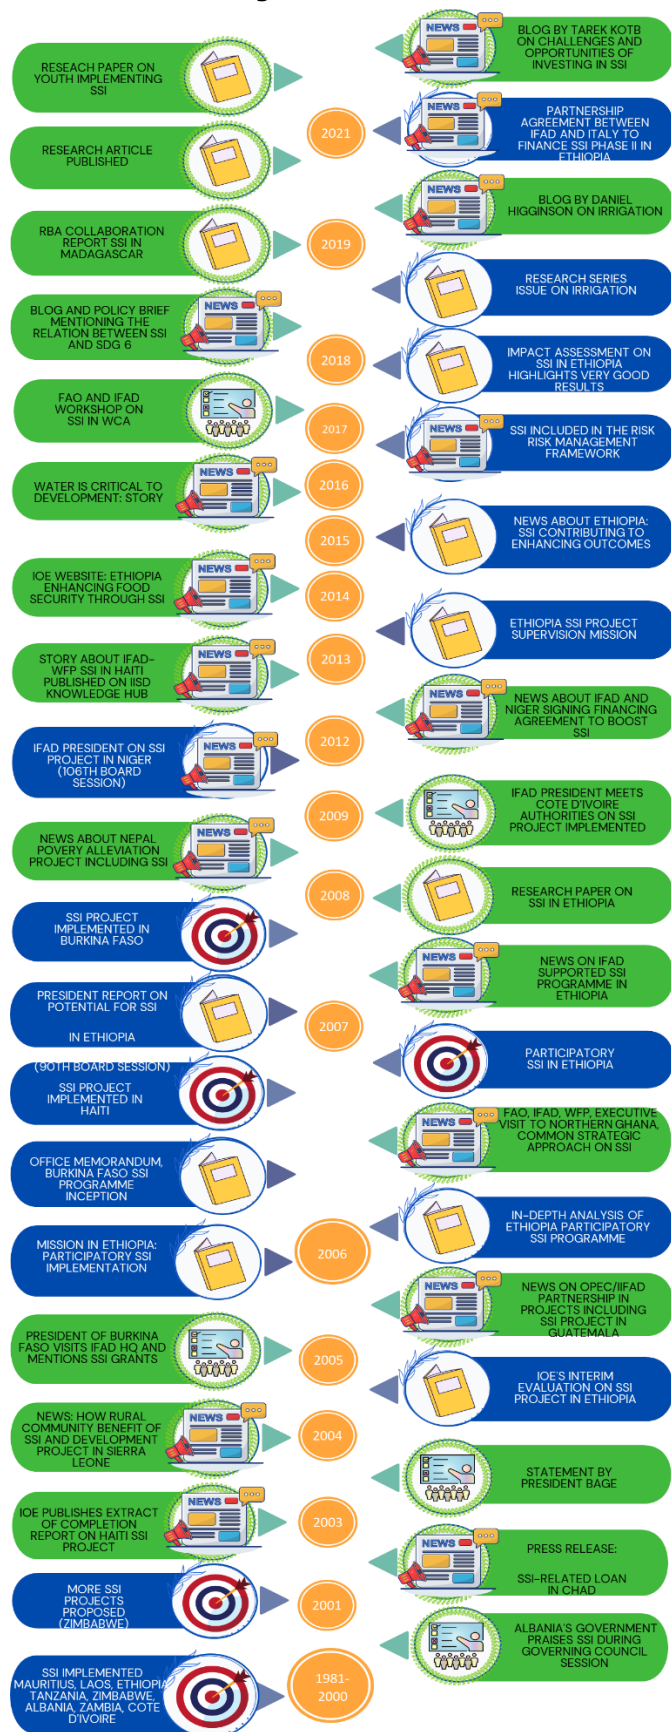 BLOG BY TAREK KOTB
ON CHALLENGES AND
OPPORTUNITIES OF
INVESTING IN SSI
RESEACH PAPER ON
YOUTH IMPLEMENTING
SSI
2021
PARTNERSHIP
AGREEMENT BETWEEN
IFAD AND ITALY TO
FINANCE SSI PHASE II IN
ETHIOPIA
RESEARCH ARTICLE
PUBLISHED
BLOG BY DANIEL
HIGGINSON ON IRRIGATION
RBA COLLABORATION
REPORT SSI IN
MADAGASCAR
2019
RESEARCH SERIES
ISSUE ON IRRIGATION
BLOG AND POLICY BRIEF
MENTIONING THE
RELATION BETWEEN SSI
AND SDG 6
NEWS
2018
IMPACT ASSESSMENT ON
SSI IN ETHIOPIA
HIGHLIGHTS VERY GOOD
RESULTS
FAO AND IFAD
WORKSHOP ON
SSI IN WCA
2017
NEWS
SSI INCLUDED IN THE RISK
RISK MANAGEMENT
FRAMEWORK
WATER IS CRITICAL TO
DEVELOPMENT: STORY
NEWS
2016
2015
NEWS ABOUT ETHIOPIA:
SSI CONTRIBUTING TO
ENHANCING OUTCOMES
IOE WEBSITE: ETHIOPIA
ENHANCING FOOD
SECURITY THROUGH SSI
NEWS
2014
ETHIOPIA SSI PROJECT
SUPERVISION MISSION
STORY ABOUT IFAD-
WFP SSI IN HAITI
PUBLISHED ON IISD
KNOWLEDGE HUB
NEWS
2013
NEWS
NEWS ABOUT IFAD AND
NIGER SIGNING FINANCING
AGREEMENT TO BOOST
SSI
IFAD PRESIDENT ON SSI
PROJECT IN NIGER
(106TH BOARD
SESSION)
NEWS
2012
IFAD PRESIDENT MEETS
COTE D'IVOIRE
AUTHORITIES ON SSI
PROJECT IMPLEMENTED
2009
NEWS ABOUT NEPAL
POVERY ALLEVIATION
PROJECT INCLUDING SSI
NEWS
2008
RESEARCH PAPER ON
SSI IN ETHIOPIA
SSI PROJECT
IMPLEMENTED IN
BURKINA FASO
NEWS
NEWS ON IFAD
SUPPORTED SSI
PROGRAMME IN
ETHIOPIA
PRESIDENT REPORT ON
POTENTIAL FOR SSI
IN ETHIOPIA
(90TH BOARD SESSION)
2007
PARTICIPATORY
SSI IN ETHIOPIA
SSI PROJECT
IMPLEMENTED IN
HAITI
NEWS
FAO, IFAD, WFP, EXECUTIVE
VISIT TO NORTHERN GHANA,
COMMON STRATEGIC
APPROACH ON SSI
OFFICE MEMORANDUM,
BURKINA FASO SSI
PROGRAMME
INCEPTION
IN-DEPTH ANALYSIS OF
ETHIOPIA PARTICIPATORY
SSI PROGRAMME
2006
MISSION IN ETHIOPIA:
PARTICIPATORY SSI
IMPLEMENTATION
NEWS
NEWS ON OPEC/IIFAD
PARTNERSHIP IN
PROJECTS INCLUDING
SSI PROJECT IN
GUATEMALA
PRESIDENT OF BURKINA
FASO VISITS IFAD HQ AND
MENTIONS SSI GRANTS
2005
IOE'S INTERIM
EVALUATION ON SSI
PROJECT IN ETHIOPIA
NEWS: HOW RURAL
COMMUNITY BENEFIT OF
SSI AND DEVELOPMENT
PROJECT IN SIERRA
LEONE
NEWS
2004
STATEMENT BY
PRESIDENT BAGE
IOE PUBLISHES EXTRACT
OF COMPLETION
REPORT ON HAITI SSI
PROJECT
NEWS
2003
NEWS
PRESS RELEASE:
SSI-RELATED LOAN
IN CHAD
MORE SSI
PROJECTS
PROPOSED
(ZIMBABWE)
2001
ALBANIA'S GOVERNMENT
PRAISES SSI DURING
GOVERNING COUNCIL
SESSION
SSI IMPLEMENTED
MAURITIUS, LAOS, ETHIOPIA
TANZANIA, ZIMBABWE,
ALBANIA, ZAMBIA, COTE
D'IVOIRE
1981-
2000